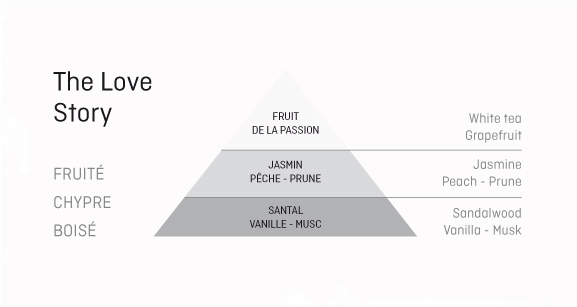 The Love
Story
FRUITÉ
CHYPRE
BOISÉ
FRUIT
DE LA PASSION
JASMIN
PÊCHE - PRUNE
SANTAL
VANILLE - MUSC
White tea
Grapefruit
Jasmine
Peach - Prune
Sandalwood
Vanilla - Musk